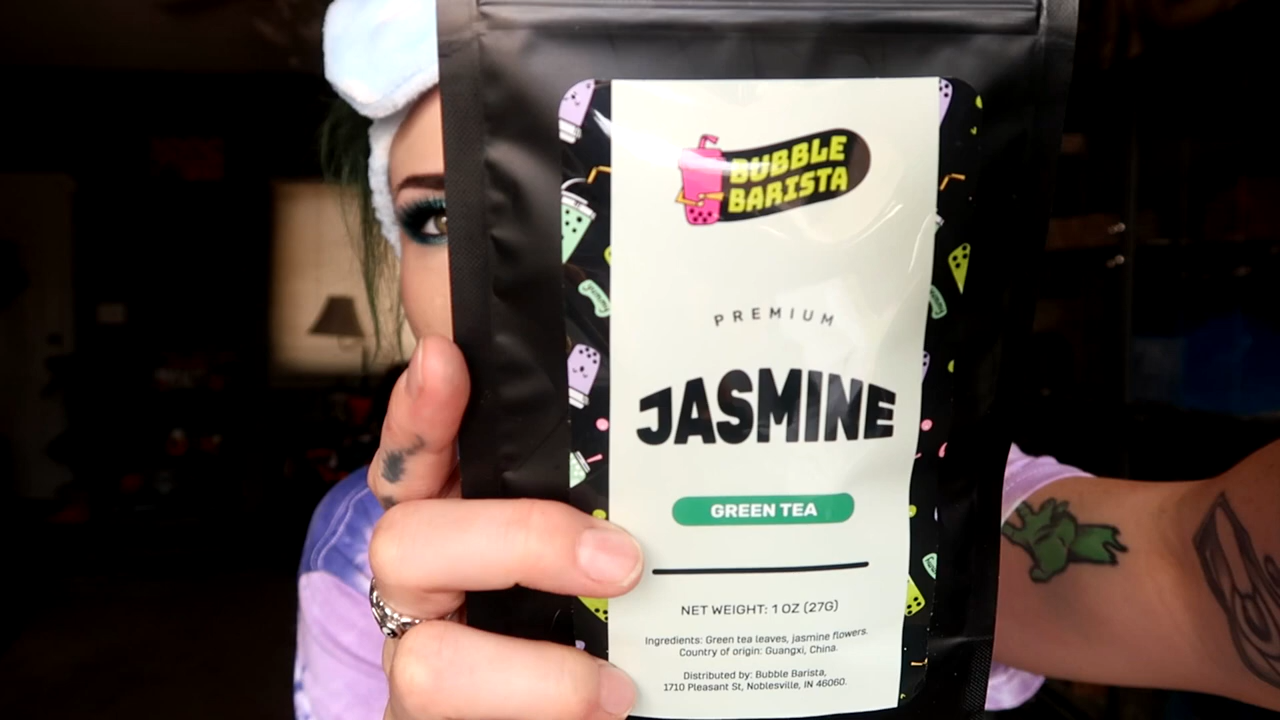 BUBBLE
BARISTA
PREMIUM
JASMINE
GREEN TEA
NET WEIGHT: 1 OZ (27G)
Ingredients: Green tea leaves, jasmine flowers.
Country of origin: Guangxi, China.
Distributed by: Bubble Barista,
1710 Pleasant St, Noblesville, IN 46060.